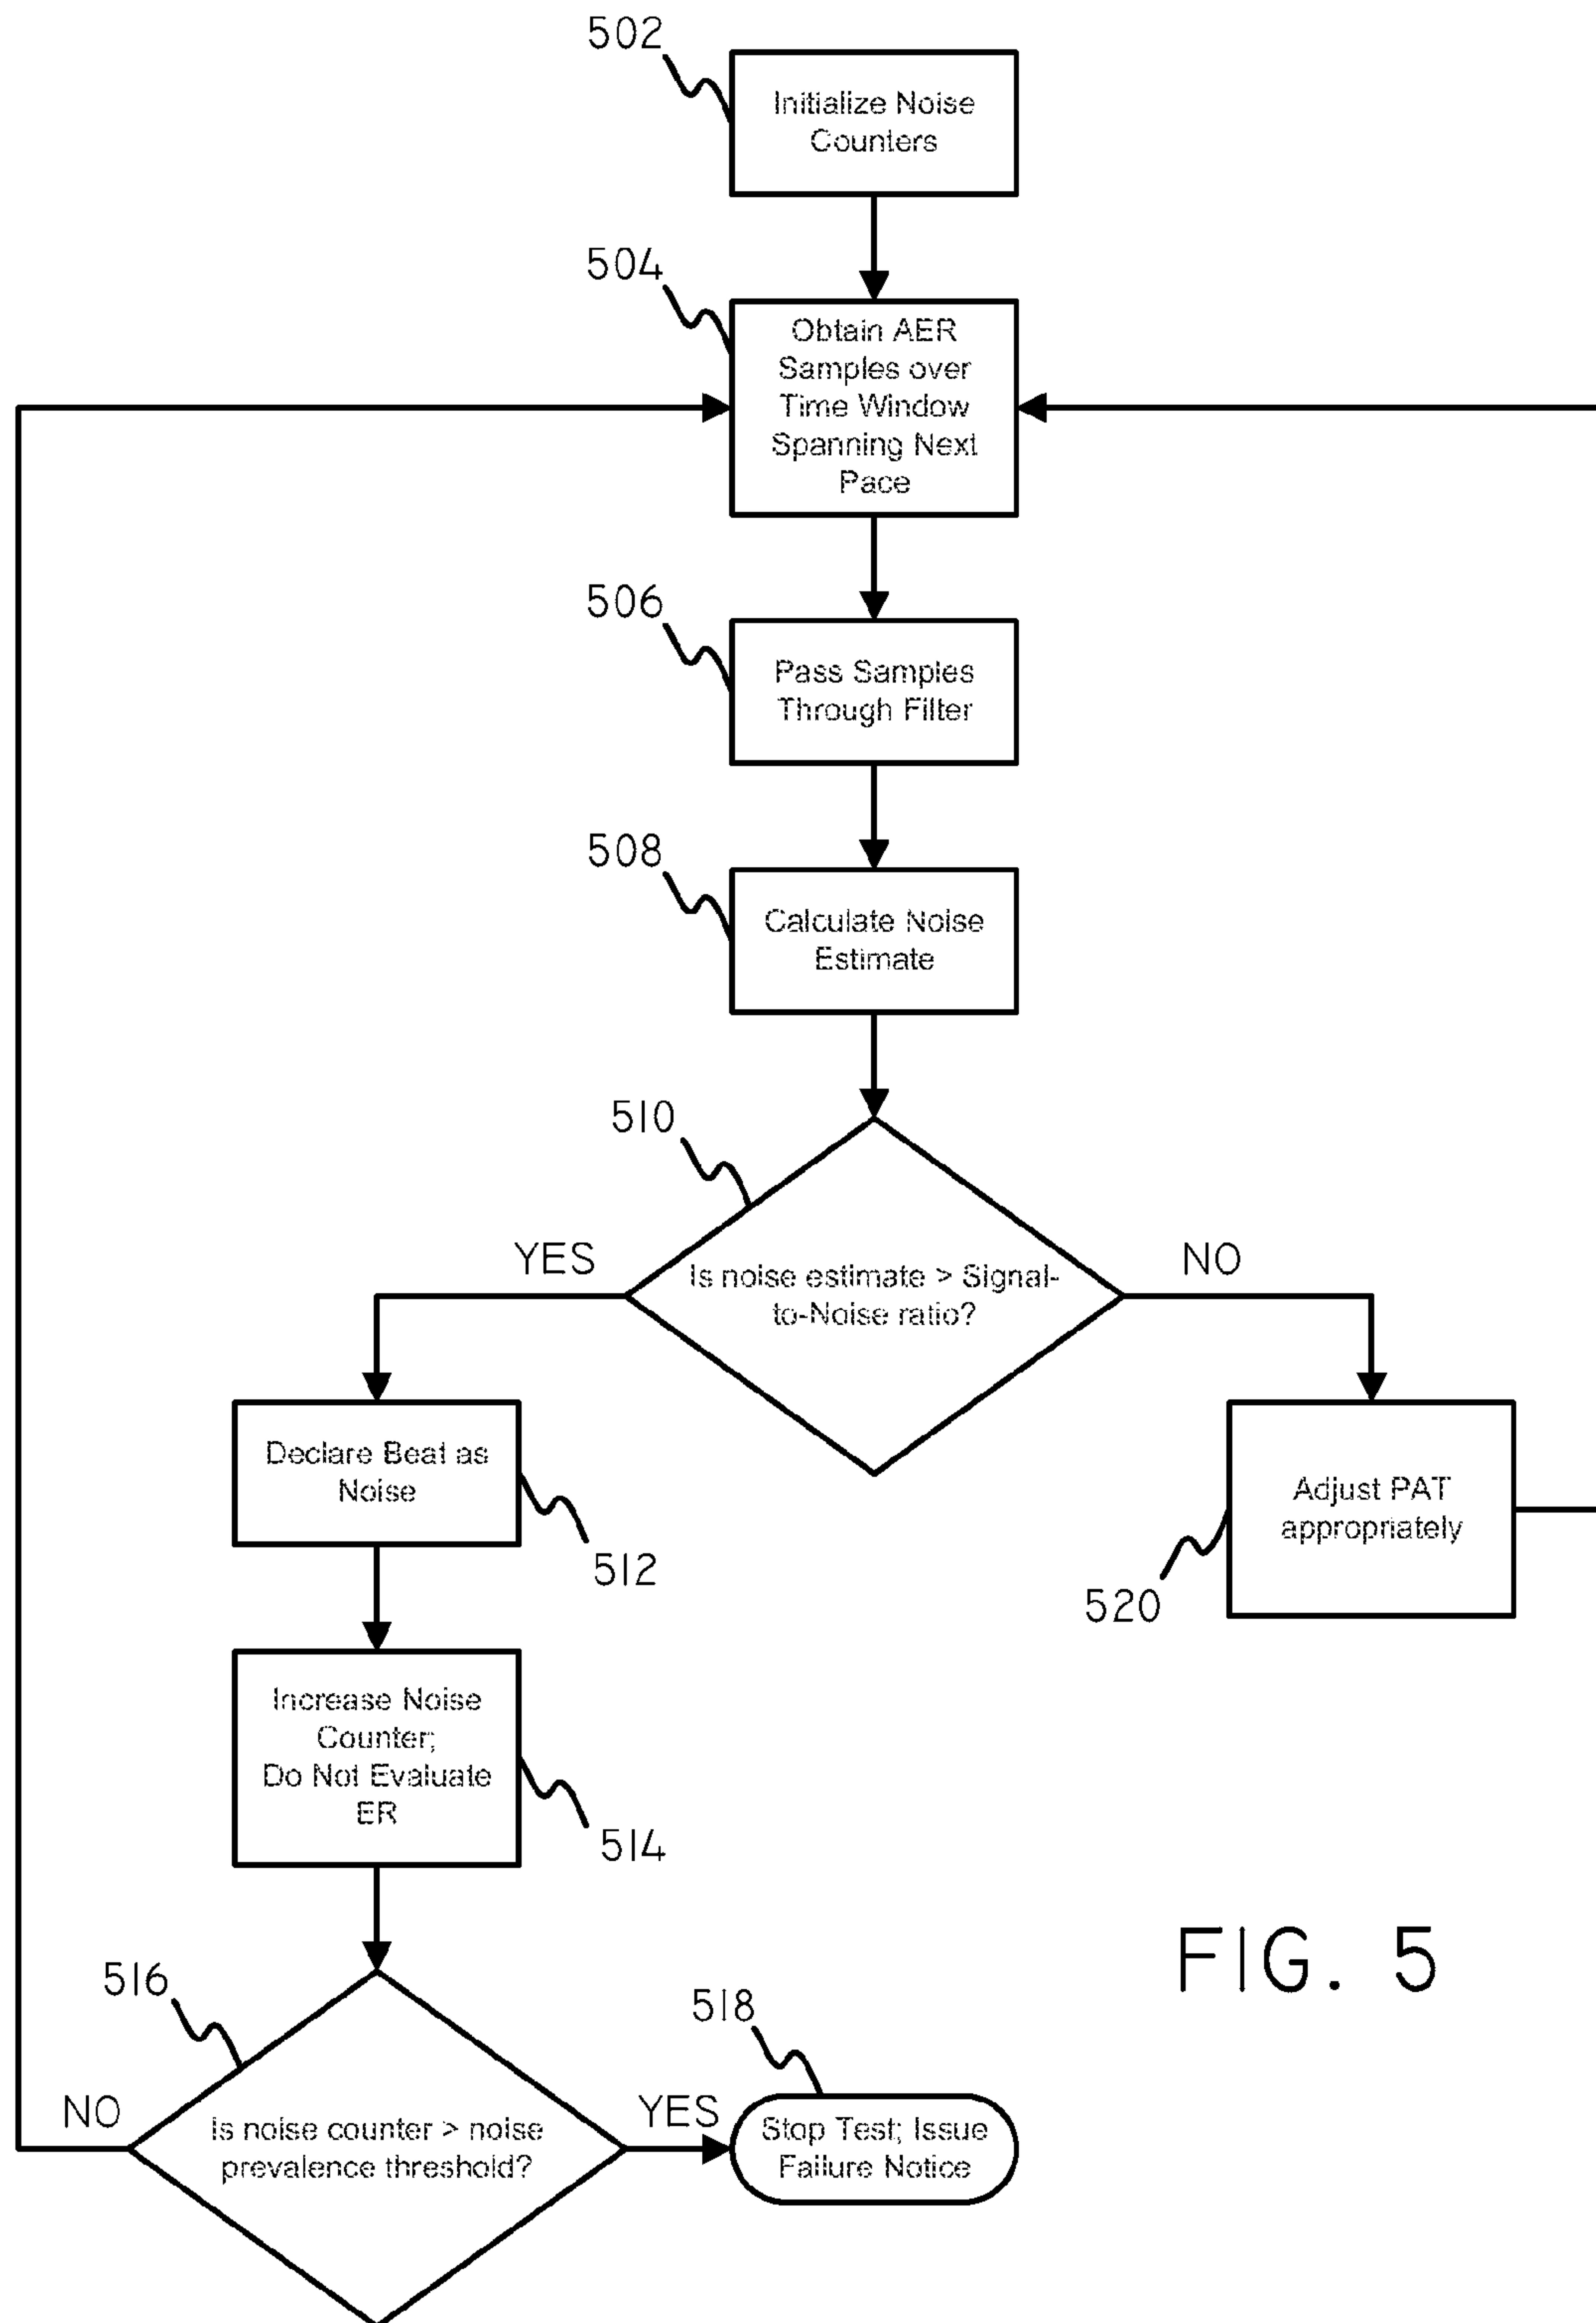 502
Initialize Noise
Counters
504
Obtain AER
Samples over
Time Window
Spanning Next
Pace
506
Pass Samples
Through Filter
508
Calculate Noise
Estimate
510
YES
NO
Is noise estimate > Signal-
to-Noise ratio?
Declare Beat as
Noise
512
Adjust PAT
appropriately
520
Increase Noise
Counter;
Do Not Evaluate
ER
514
FIG. 5
516
518
NO
YES
Is noise counter > noise
prevalence threshold?
Stop Test; Issue
Failure Notice